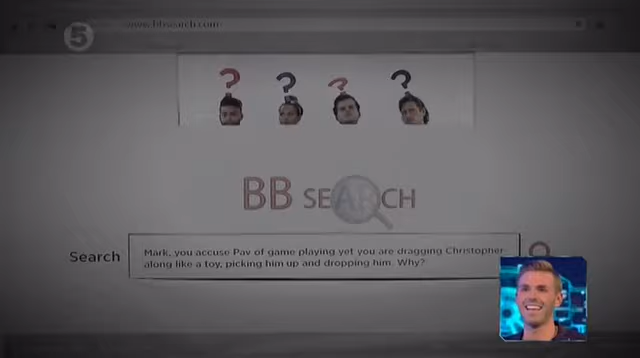 5
www.bbsearch.com
? ? ? ?
BB SEARCH
Search
Mark, you accuse Pav of game playing yet you are dragging Christopher
along like a toy, picking him up and dropping him. Why?